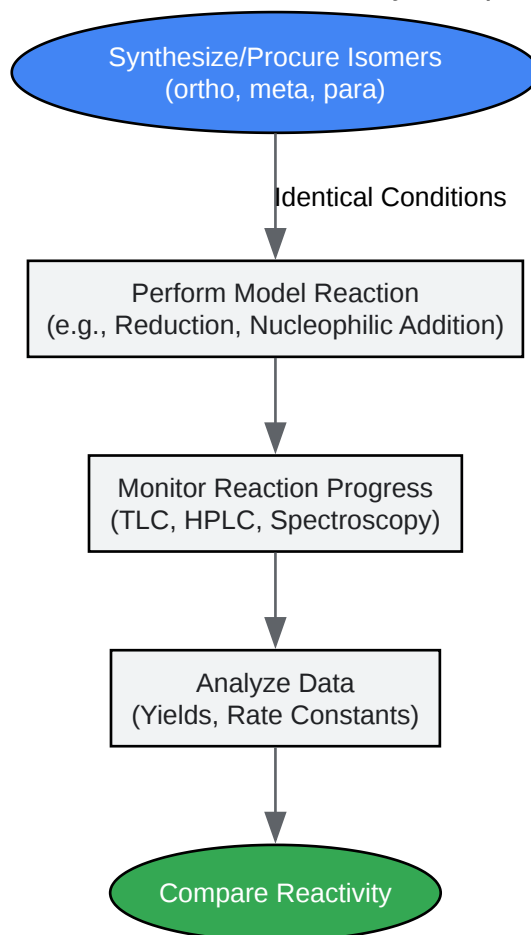 Synthesize/Procure Isomers
(ortho, meta, para)
Identical Conditions
Perform Model Reaction
(e.g., Reduction, Nucleophilic Addition)
Monitor Reaction Progress
(TLC, HPLC, Spectroscopy)
Analyze Data
(Yields, Rate Constants)
Compare Reactivity